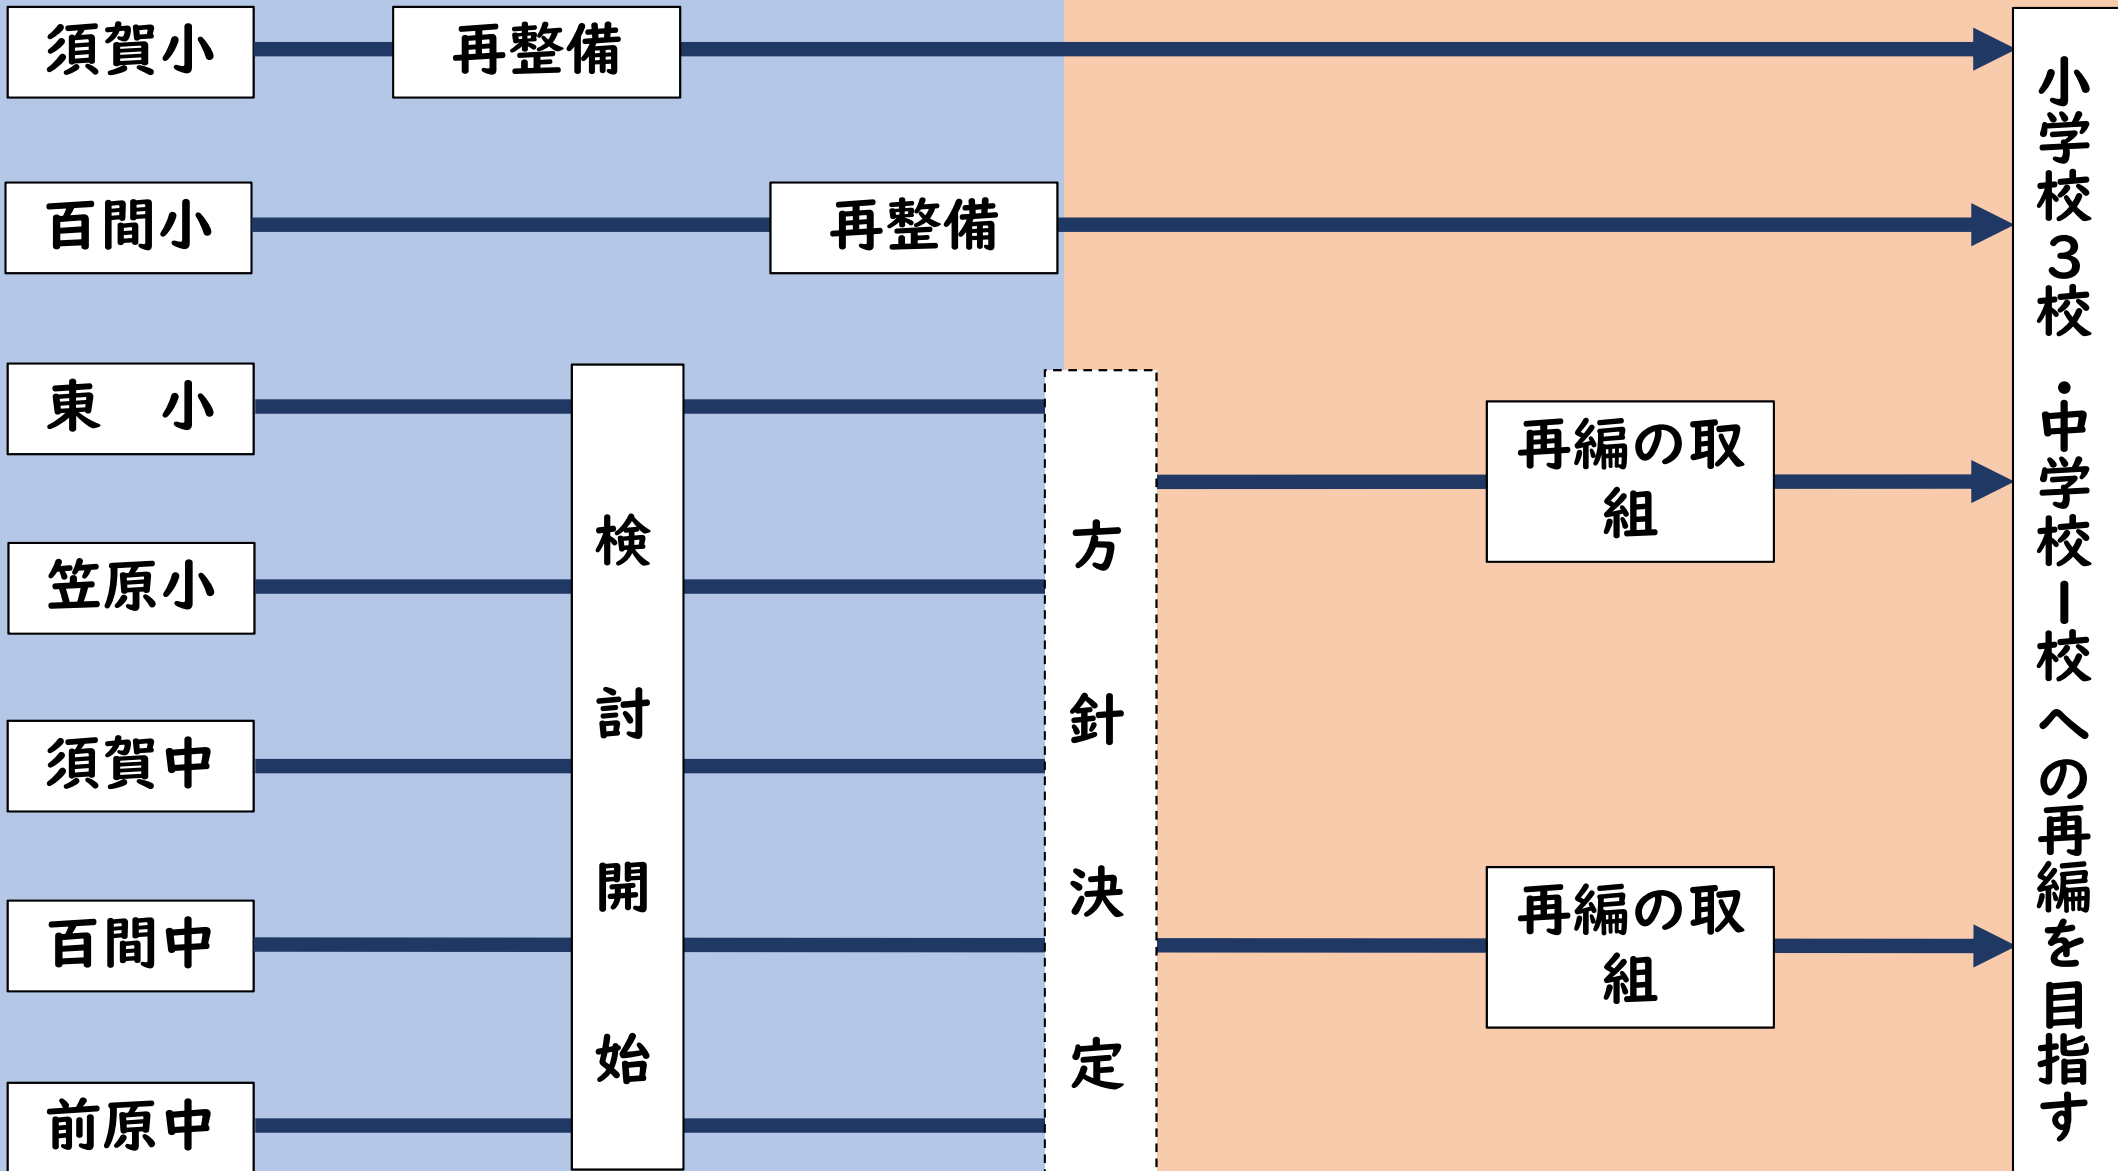 須賀小
再整備
百間小
再整備
東　小
笠原小
須賀中
百間中
前原中
検討開始
方針決定
再編の取
組
再編の取
組
小学校3校・中学校1校への再編を目指す